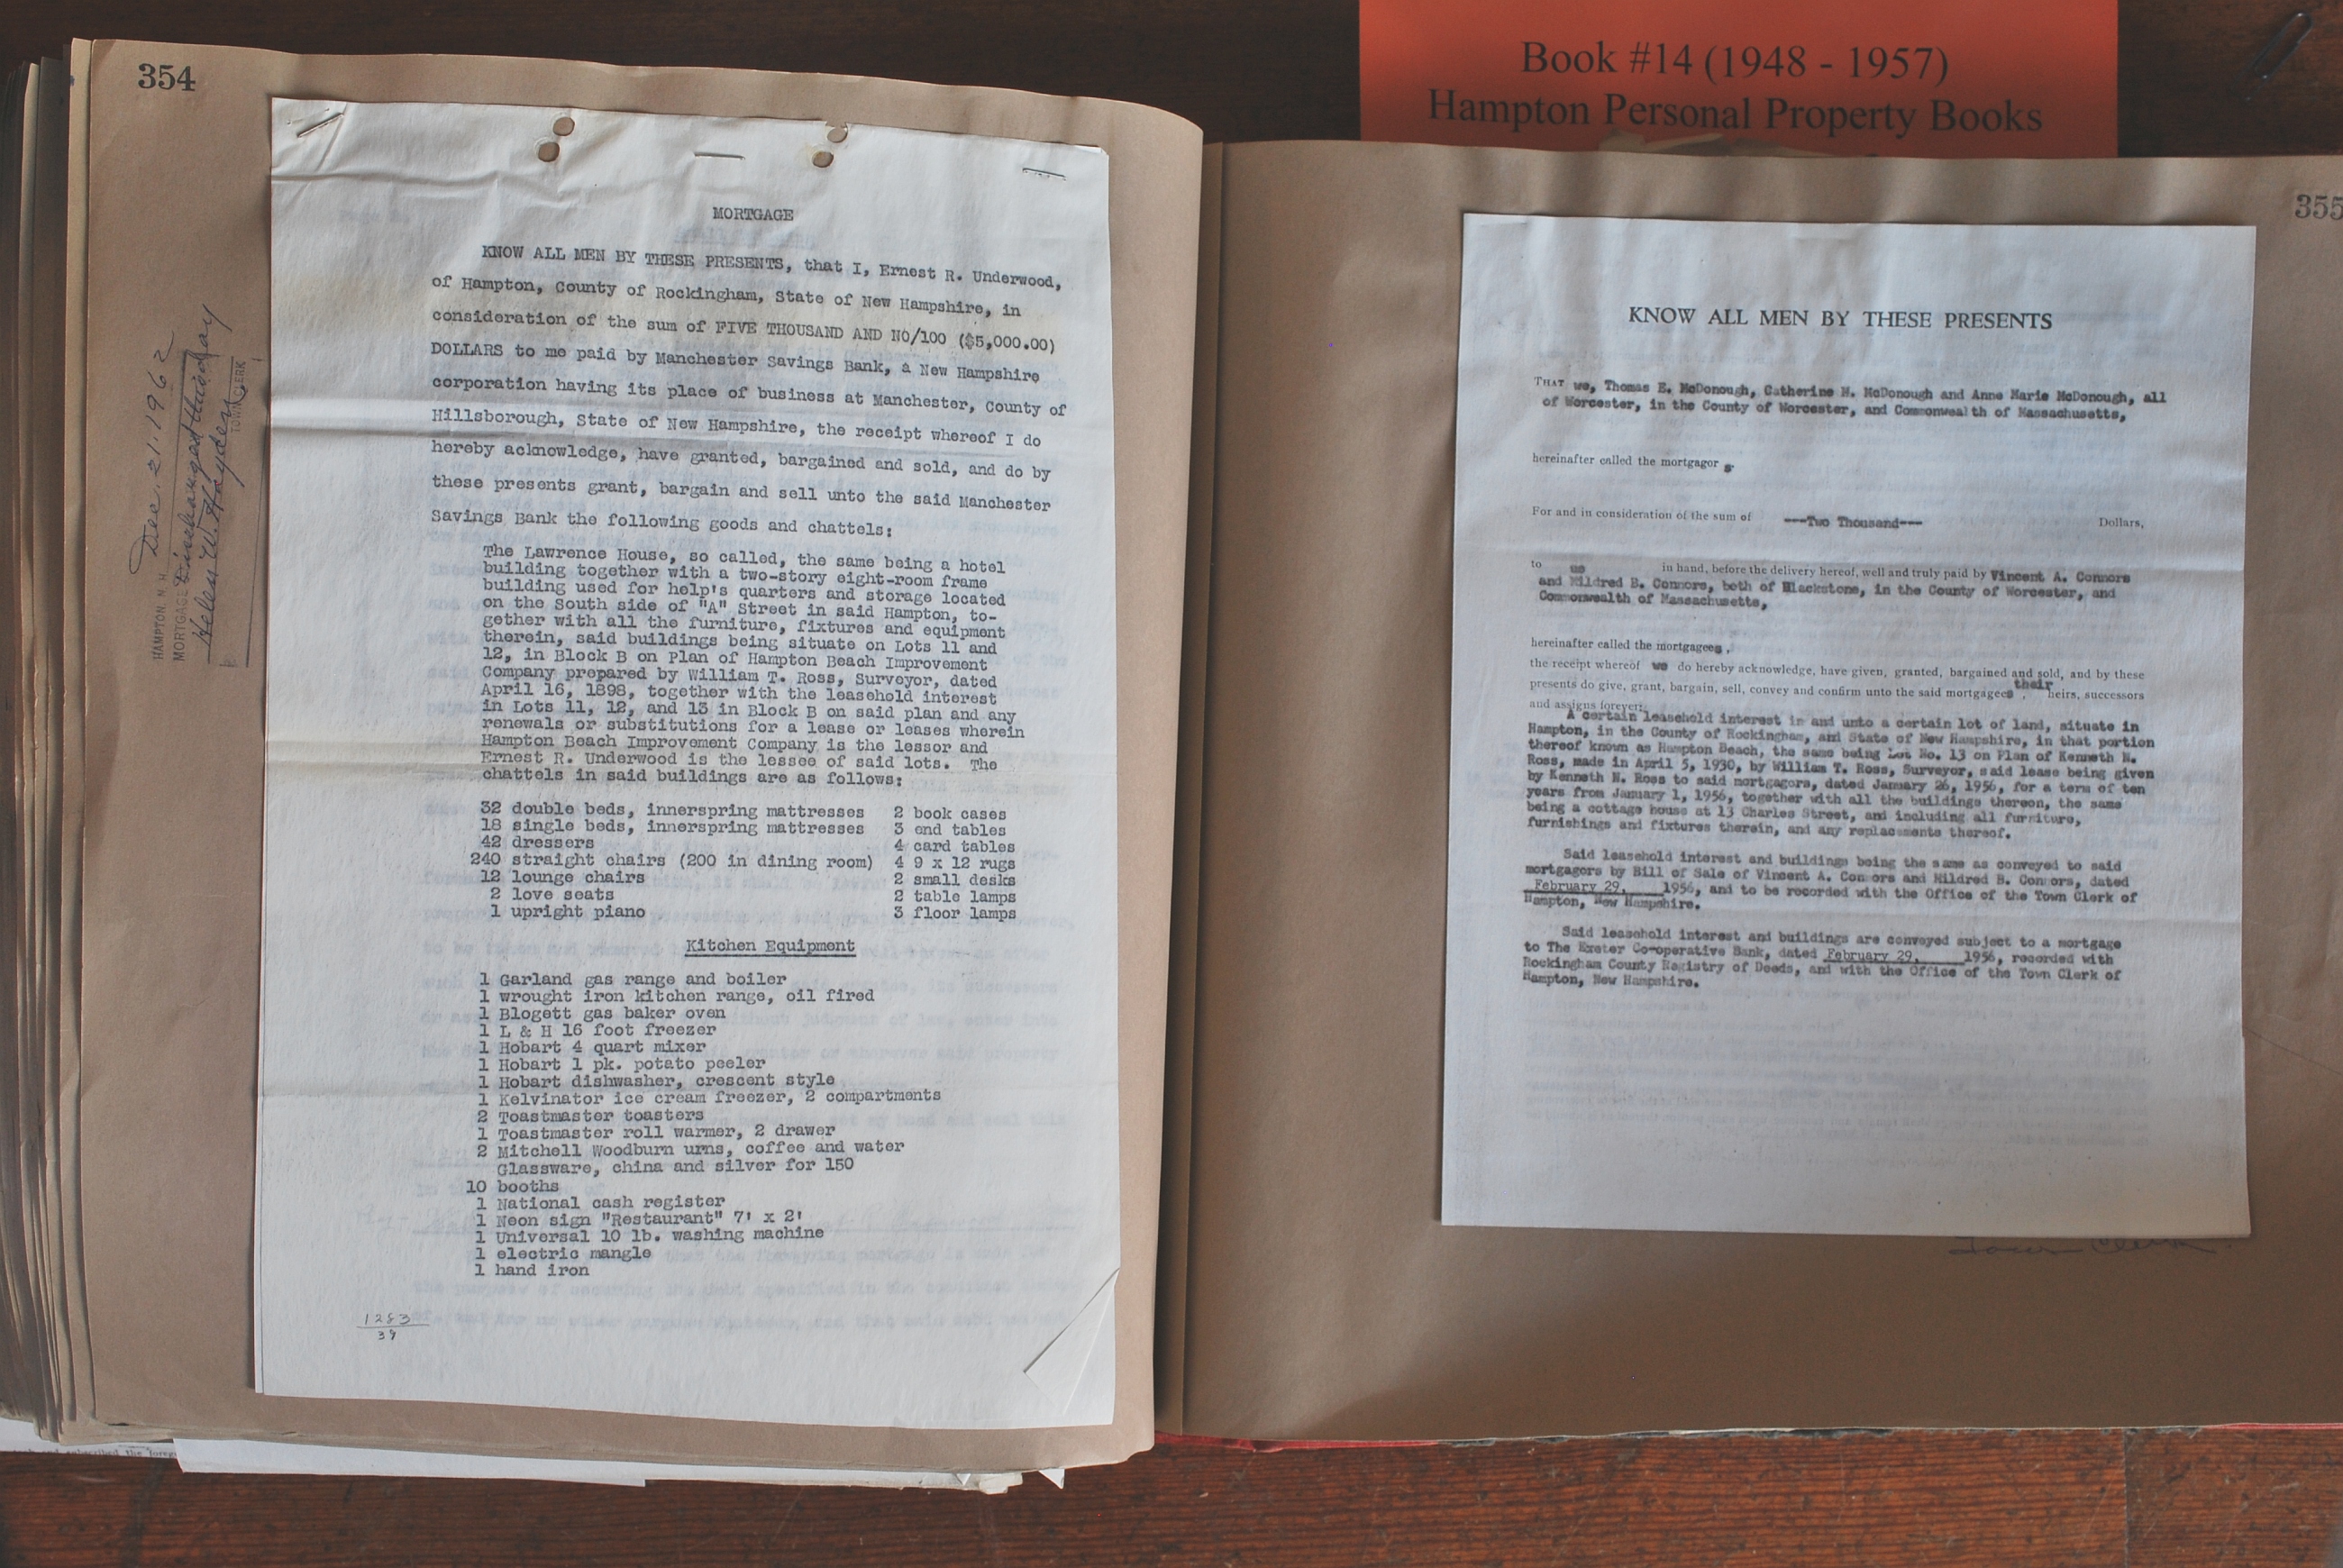 Book #14 (1948 - 1957)
Hampton Personal Property Books
354
HAMPTON, N. H. Dec. 21. 1962
MORTGAGE Discharged this day
Helen W. Hayden
TOWN CLERK
MORTGAGE
KNOW ALL MEN BY THESE PRESENTS, that I, Ernest R. Underwood,
of Hampton, County of Rockingham, State of New Hampshire, in
consideration of the sum of FIVE THOUSAND AND NO/100 ($5,000.00)
DOLLARS to me paid by Manchester Savings Bank, a New Hampshire
corporation having its place of business at Manchester, County of
Hillsborough, State of New Hampshire, the receipt whereof I do
hereby acknowledge, have granted, bargained and sold, and do by
these presents grant, bargain and sell unto the said Manchester
Savings Bank the following goods and chattels:
The Lawrence House, so called, the same being a hotel
building together with a two-story eight-room frame
building used for help's quarters and storage located
on the South side of "A" Street in said Hampton, to-
gether with all the furniture, fixtures and equipment
therein, said buildings being situate on Lots 11 and
12, in Block B on Plan of Hampton Beach Improvement
Company prepared by William T. Ross, Surveyor, dated
April 16, 1898, together with the leasehold interest
in Lots 11, 12, and 13 in Block B on said plan and any
renewals or substitutions for a lease or leases wherein
Hampton Beach Improvement Company is the lessor and
Ernest R. Underwood is the lessee of said lots. The
chattels in said buildings are as follows:
32 double beds, innerspring mattresses 2 book cases
18 single beds, innerspring mattresses 3 end tables
42 dressers 4 card tables
240 straight chairs (200 in dining room) 4 9 x 12 rugs
12 lounge chairs 2 small desks
2 love seats 2 table lamps
1 upright piano 3 floor lamps
Kitchen Equipment
1 Garland gas range and boiler
1 wrought iron kitchen range, oil fired
1 Blogett gas baker oven
1 L & H 16 foot freezer
1 Hobart 4 quart mixer
1 Hobart 1 pk. potato peeler
1 Hobart dishwasher, crescent style
1 Kelvinator ice cream freezer, 2 compartments
2 Toastmaster toasters
1 Toastmaster roll warmer, 2 drawer
2 Mitchell Woodburn urns, coffee and water
Glassware, china and silver for 150
10 booths
1 National cash register
1 Neon sign "Restaurant" 7' x 2'
1 Universal 10 lb. washing machine
1 electric mangle
1 hand iron
1283
39
355
KNOW ALL MEN BY THESE PRESENTS
THAT we, Thomas E. McDonough, Catherine M. McDonough and Anne Marie McDonough, all
of Worcester, in the County of Worcester, and Commonwealth of Massachusetts,
hereinafter called the mortgagor s.
For and in consideration of the sum of ---Two Thousand--- Dollars,
to us in hand, before the delivery hereof, well and truly paid by Vincent A. Connors
and Mildred B. Connors, both of Blackstone, in the County of Worcester, and
Commonwealth of Massachusetts,
hereinafter called the mortgagees ,
the receipt whereof we do hereby acknowledge, have given, granted, bargained and sold, and by these
presents do give, grant, bargain, sell, convey and confirm unto the said mortgagees , their heirs, successors
and assigns forever:
A certain leasehold interest in and unto a certain lot of land, situate in
Hampton, in the County of Rockingham, and State of New Hampshire, in that portion
thereof known as Hampton Beach, the same being Lot No. 13 on Plan of Kenneth N.
Ross, made in April 5, 1930, by William T. Ross, Surveyor, said lease being given
by Kenneth N. Ross to said mortgagors, dated January 26, 1956, for a term of ten
years from January 1, 1956, together with all the buildings thereon, the same
being a cottage house at 13 Charles Street, and including all furniture,
furnishings and fixtures therein, and any replacments thereof.
Said leasehold interest and buildings being the same as conveyed to said
mortgagors by Bill of Sale of Vincent A. Connors and Mildred B. Connors, dated
February 29, 1956, and to be recorded with the Office of the Town Clerk of
Hampton, New Hampshire.
Said leasehold interest and buildings are conveyed subject to a mortgage
to The Exeter Co-operative Bank, dated February 29, 1956, recorded with
Rockingham County Registry of Deeds, and with the Office of the Town Clerk of
Hampton, New Hampshire.
Town Clerk.